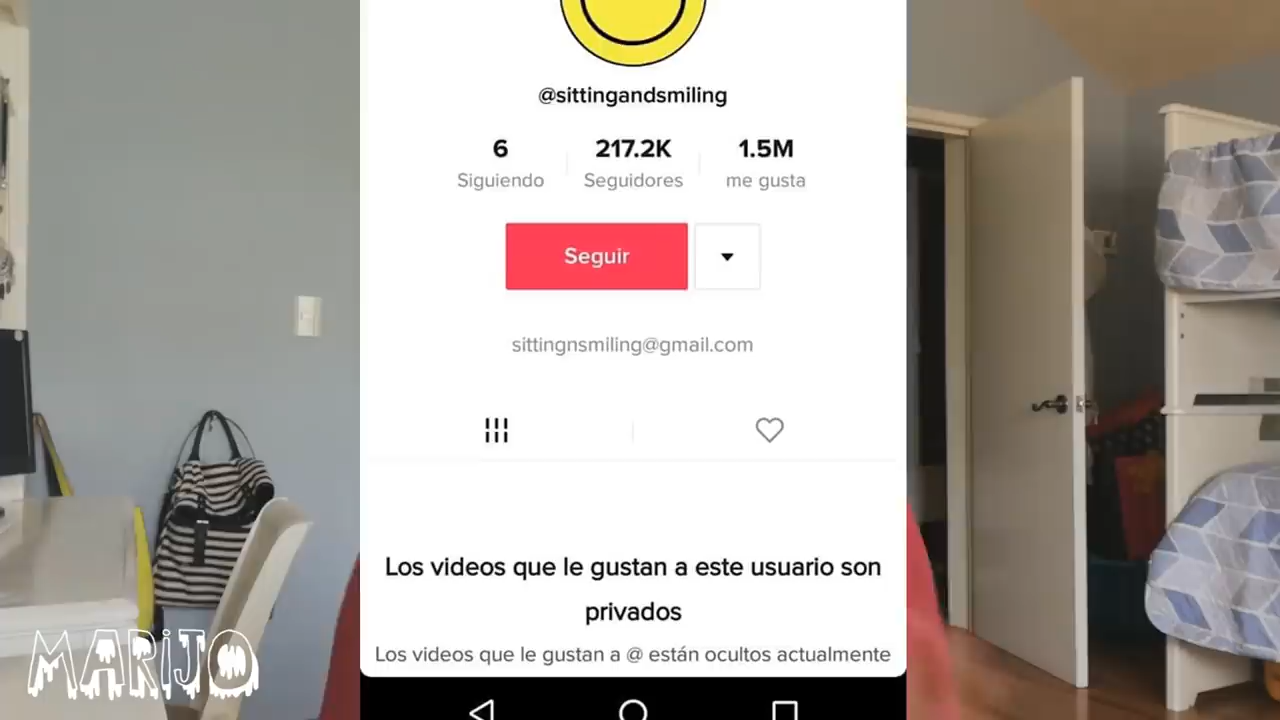 @sittingandsmiling
6 217.2K 1.5M
Siguiendo Seguidores me gusta
Seguir
sittingnsmiling@gmail.com
Los videos que le gustan a este usuario son
privados
Los videos que le gustan a @ están ocultos actualmente
MARiJO